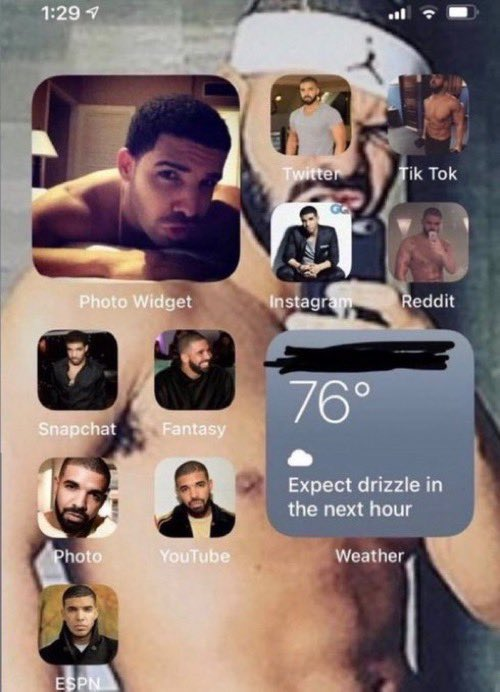 1:29
Twitter
Tik Tok
GQ
Photo Widget
Instagram
Reddit
Snapchat
Fantasy
76°
Expect drizzle in
the next hour
Photo
YouTube
Weather
ESPN